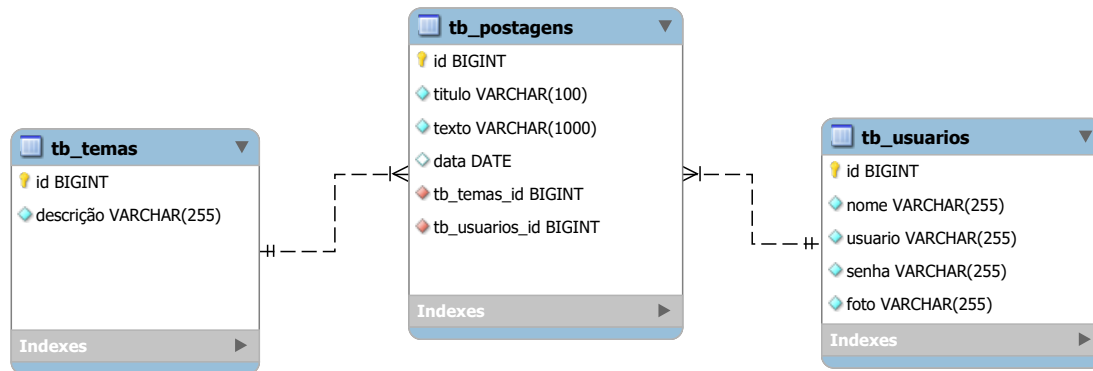 tb_temas
id BIGINT
descrição VARCHAR(255)
Indexes
tb_postagens
id BIGINT
titulo VARCHAR(100)
texto VARCHAR(1000)
data DATE
tb_temas_id BIGINT
tb_usuarios_id BIGINT
Indexes
tb_usuarios
id BIGINT
nome VARCHAR(255)
usuario VARCHAR(255)
senha VARCHAR(255)
foto VARCHAR(255)
Indexes